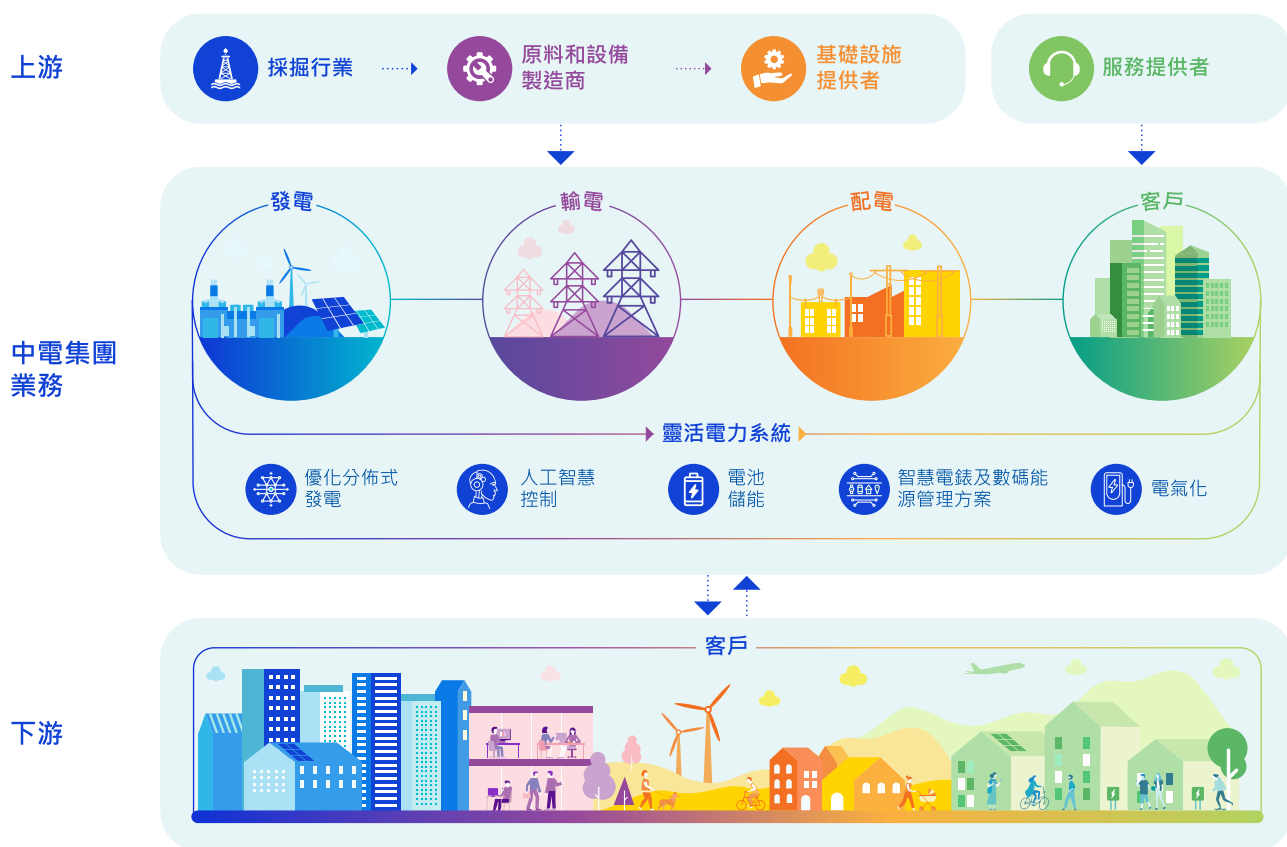 上游
採掘行業
原料和設備
製造商
基礎設施
提供者
服務提供者
中電集團
業務
發電
輸電
配電
客戶
靈活電力系統
優化分佈式
發電
人工智慧
控制
電池
儲能
智慧電錶及數碼能
源管理方案
電氣化
下游
客戶